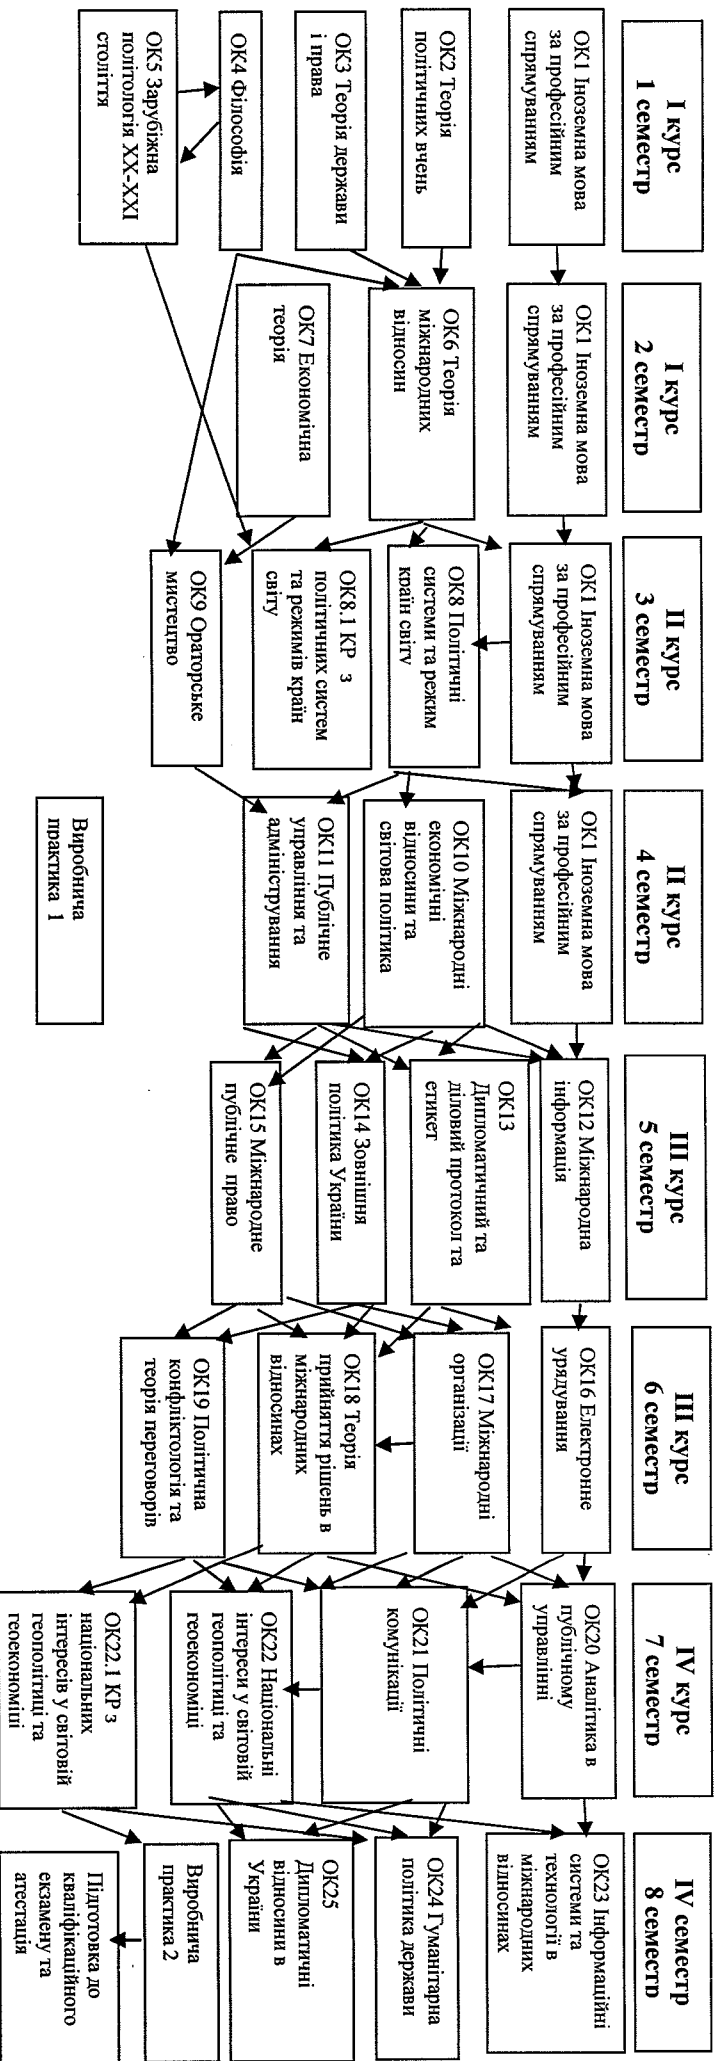 І курс
1 семестр
ОК1 Іноземна мова
за професійним
спрямуванням
ОК2 Теорія
політичних вчень
ОК3 Теорія держави
і права
ОК4 Філософія
ОК5 Зарубіжна
політологія ХХ-ХХІ
століття
І курс
2 семестр
ОК1 Іноземна мова
за професійним
спрямуванням
ОК6 Теорія
міжнародних
відносин
ОК7 Економічна
теорія
ІІ курс
3 семестр
ОК1 Іноземна мова
за професійним
спрямуванням
ОК8 Політичні
системи та режим
країн світу
ОК8.1 КР з
політичних систем
та режимів країн
світу
ОК9 Ораторське
мистецтво
ІІ курс
4 семестр
ОК1 Іноземна мова
за професійним
спрямуванням
ОК10 Міжнародні
економічні
відносини та
світова політика
ОК11 Публічне
управління та
адміністрування
Виробнича
практика 1
ІІІ курс
5 семестр
ОК12 Міжнародна
інформація
ОК13
Дипломатичний та
діловий протокол та
етикет
ОК14 Зовнішня
політика України
ОК15 Міжнародне
публічне право
ІІІ курс
6 семестр
ОК16 Електронне
урядування
ОК17 Міжнародні
організації
ОК18 Теорія
прийняття рішень в
міжнародних
відносинах
ОК19 Політична
конфліктологія та
теорія переговорів
ІV курс
7 семестр
ОК20 Аналітика в
публічному
управлінні
ОК21 Політичні
комунікації
ОК22 Національні
інтереси у світовій
геополітиці та
геоекономіці
ОК22.1 КР з
національних
інтересів у світовій
геополітиці та
геоекономіці
ІV семестр
8 семестр
ОК23 Інформаційні
системи та
технології в
міжнародних
відносинах
ОК24 Гуманітарна
політика держави
ОК25
Дипломатичні
відносини в
України
Виробнича
практика 2
Підготовка до
кваліфікаційного
екзамену та
атестація